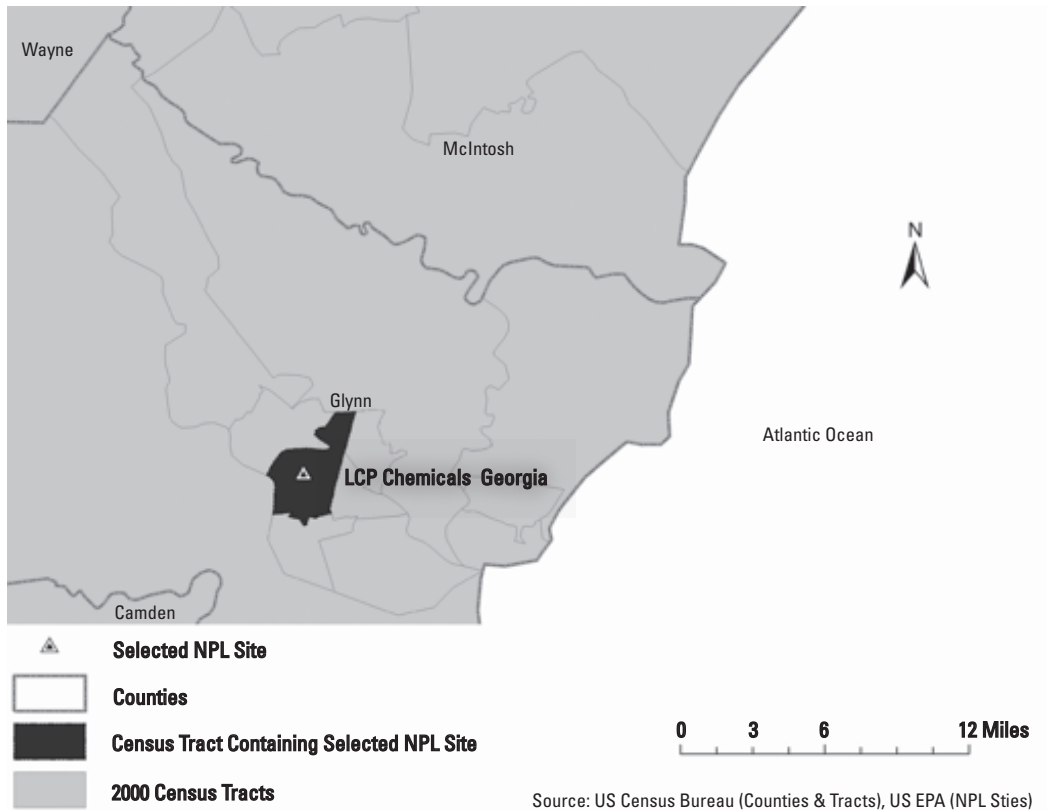 Wayne
McIntosh
N
Glynn
Atlantic Ocean
LCP Chemicals Georgia
Camden
Selected NPL Site
Counties
Census Tract Containing Selected NPL Site
2000 Census Tracts
0 3 6 12 Miles
Source: US Census Bureau (Counties & Tracts), US EPA (NPL Sties)